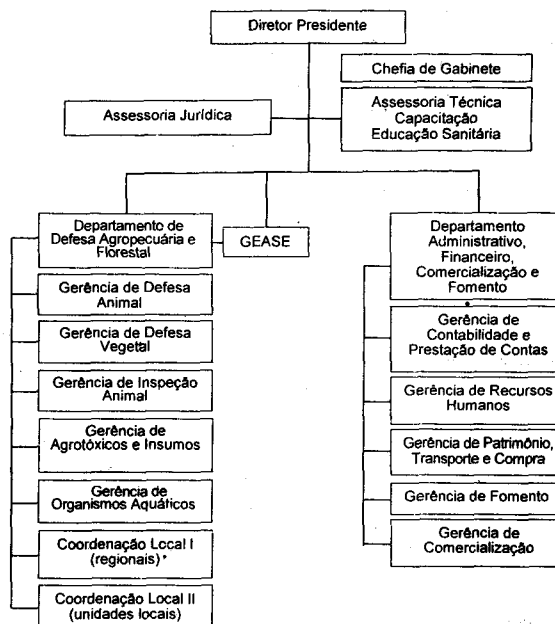 Diretor Presidente
Chefia de Gabinete
Assessoria Jurídica
Assessoria Técnica
Capacitação
Educação Sanitária
Departamento de
Defesa Agropecuária e
Florestal
GEASE
Departamento
Administrativo,
Financeiro,
Comercialização e
Fomento
Gerência de Defesa
Animal
Gerência de Defesa
Vegetal
Gerência de Inspeção
Animal
Gerência de
Agrotóxicos e Insumos
Gerência de
Organismos Aquáticos
Coordenação Local I
(regionais)
Coordenação Local II
(unidades locais)
Gerência de
Contabilidade e
Prestação de Contas
Gerência de Recursos
Humanos
Gerência de Patrimônio,
Transporte e Compra
Gerência de Fomento
Gerência de
Comercialização